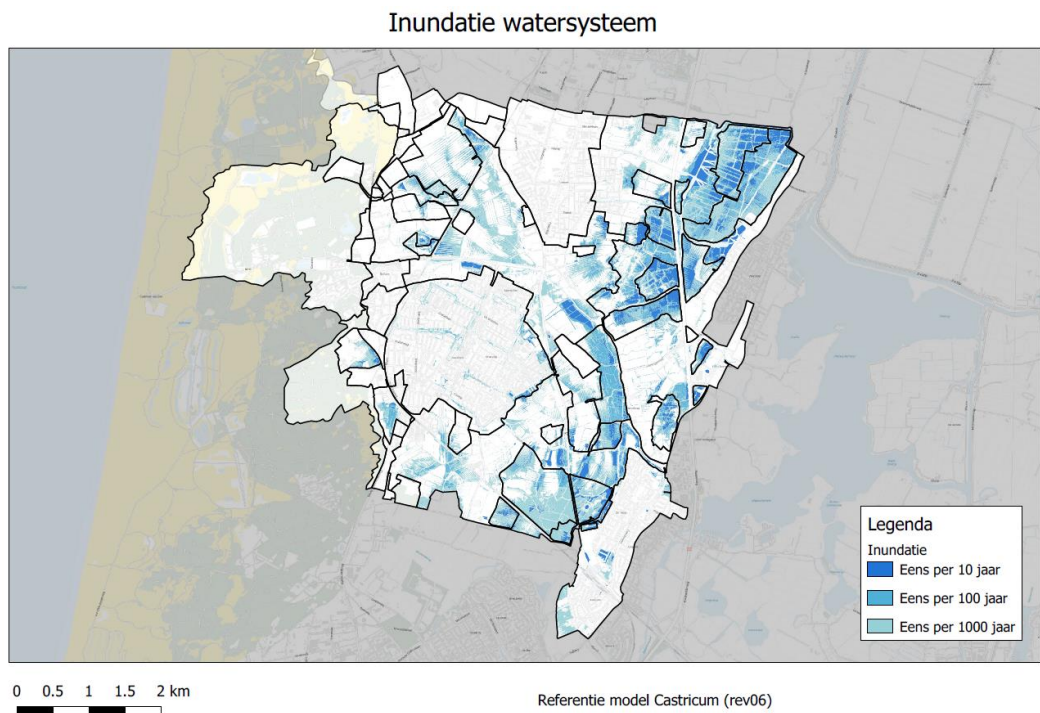 Inundatie watersysteem
Legenda
Inundatie
Eens per 10 jaar
Eens per 100 jaar
Eens per 1000 jaar
0 0.5 1 1.5 2 km
Referentie model Castricum (rev06)